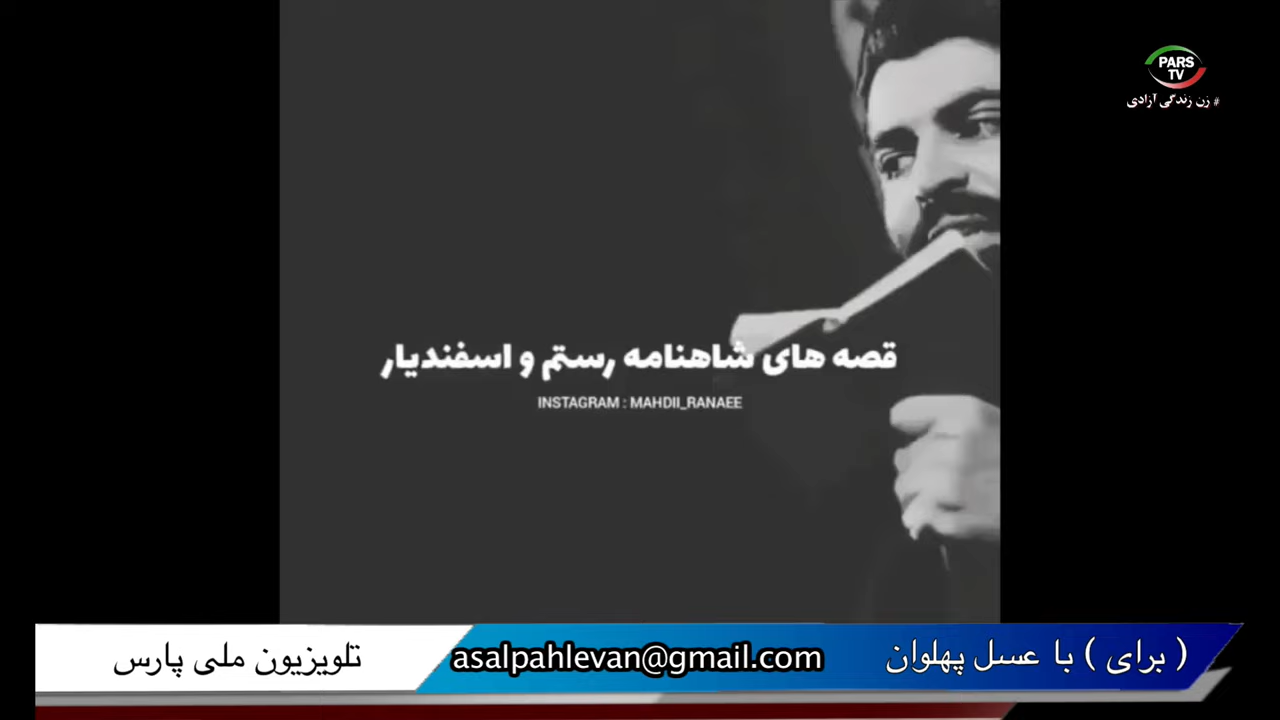 PARS
TV
# زن زندگی آزادی
قصه های شاهنامه رستم و اسفندیار
INSTAGRAM : MAHDII_RANAEE
( برای ) با عسل پهلوان
asalpahlevan@gmail.com
تلویزیون ملی پارس